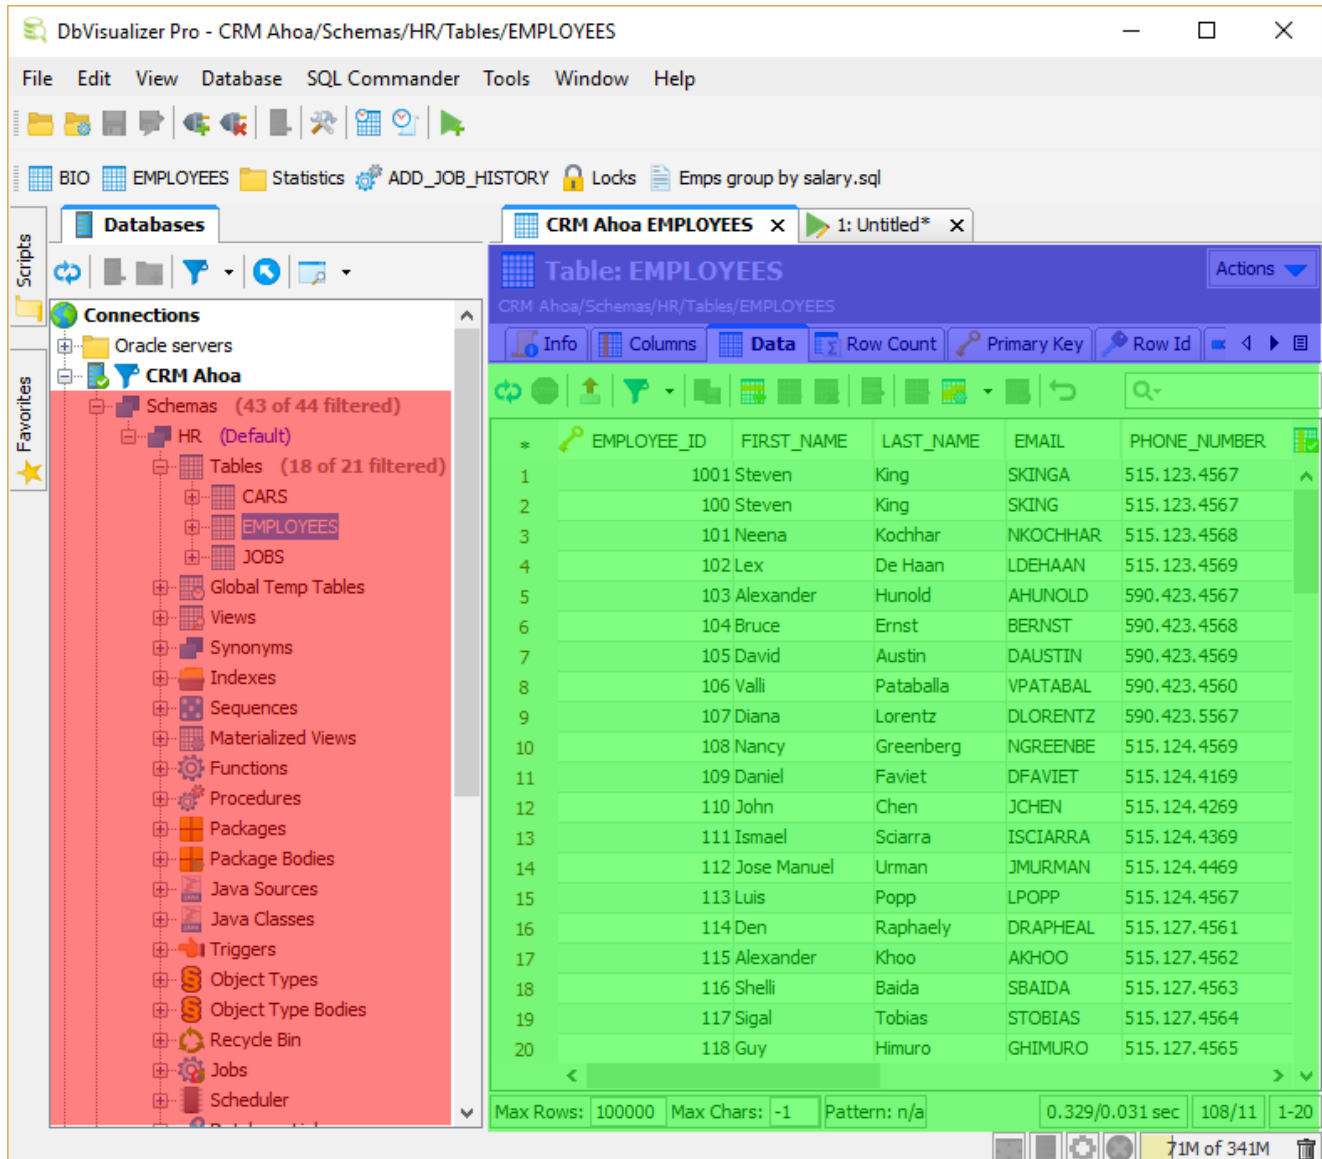 DbVisualizer Pro - CRM Ahoa/Schemas/HR/Tables/EMPLOYEES
File Edit View Database SQL Commander Tools Window Help
BIO EMPLOYEES Statistics ADD_JOB_HISTORY Locks Emps group by salary.sql
Scripts
Favorites
Databases
Connections
Oracle servers
CRM Ahoa
Schemas (43 of 44 filtered)
HR (Default)
Tables (18 of 21 filtered)
CARS
EMPLOYEES
JOBS
Global Temp Tables
Views
Synonyms
Indexes
Sequences
Materialized Views
Functions
Procedures
Packages
Package Bodies
Java Sources
Java Classes
Triggers
Object Types
Object Type Bodies
Recycle Bin
Jobs
Scheduler
CRM Ahoa EMPLOYEES 1: Untitled*
Table: EMPLOYEES Actions
CRM Ahoa/Schemas/HR/Tables/EMPLOYEES
Info Columns Data Row Count Primary Key Row Id
* EMPLOYEE_ID FIRST_NAME LAST_NAME EMAIL PHONE_NUMBER
1 1001 Steven King SKINGA 515.123.4567
2 100 Steven King SKING 515.123.4567
3 101 Neena Kochhar NKOCHHAR 515.123.4568
4 102 Lex De Haan LDEHAAN 515.123.4569
5 103 Alexander Hunold AHUNOLD 590.423.4567
6 104 Bruce Ernst BERNST 590.423.4568
7 105 David Austin DAUSTIN 590.423.4569
8 106 Valli Pataballa VPATABAL 590.423.4560
9 107 Diana Lorentz DLORENTZ 590.423.5567
10 108 Nancy Greenberg NGREENBE 515.124.4569
11 109 Daniel Faviet DFAVIET 515.124.4169
12 110 John Chen JCHEN 515.124.4269
13 111 Ismael Sciarra ISCIARRA 515.124.4369
14 112 Jose Manuel Urman JMURMAN 515.124.4469
15 113 Luis Popp LPOPP 515.124.4567
16 114 Den Raphaely DRAPHEAL 515.127.4561
17 115 Alexander Khoo AKHOO 515.127.4562
18 116 Shelli Baida SBAIDA 515.127.4563
19 117 Sigal Tobias STOBIAS 515.127.4564
20 118 Guy Himuro GHIMURO 515.127.4565
Max Rows: 100000 Max Chars: -1 Pattern: n/a 0.329/0.031 sec 108/11 1-20
71M of 341M